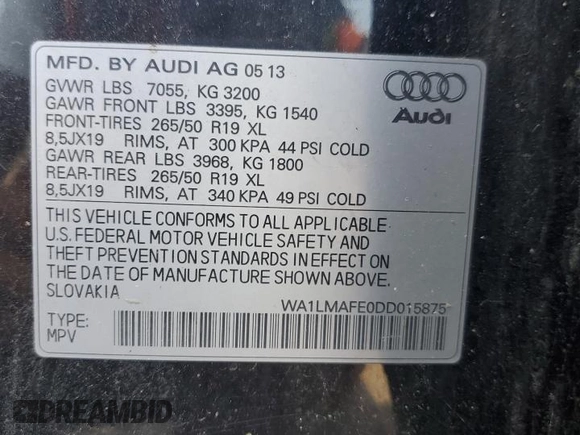 MFD. BY AUDI AG 05 13
GVWR LBS 7055, KG 3200
GAWR FRONT LBS 3395, KG 1540
FRONT-TIRES 265/50 R19 XL
8,5JX19 RIMS, AT 300 KPA 44 PSI COLD
GAWR REAR LBS 3968, KG 1800
REAR-TIRES 265/50 R19 XL
8,5JX19 RIMS, AT 340 KPA 49 PSI COLD
Audi
THIS VEHICLE CONFORMS TO ALL APPLICABLE
U.S. FEDERAL MOTOR VEHICLE SAFETY AND
THEFT PREVENTION STANDARDS IN EFFECT ON
THE DATE OF MANUFACTURE SHOWN ABOVE.
SLOVAKIA
WA1LMAFE0DD015875
TYPE:
MPV
DREAMBID